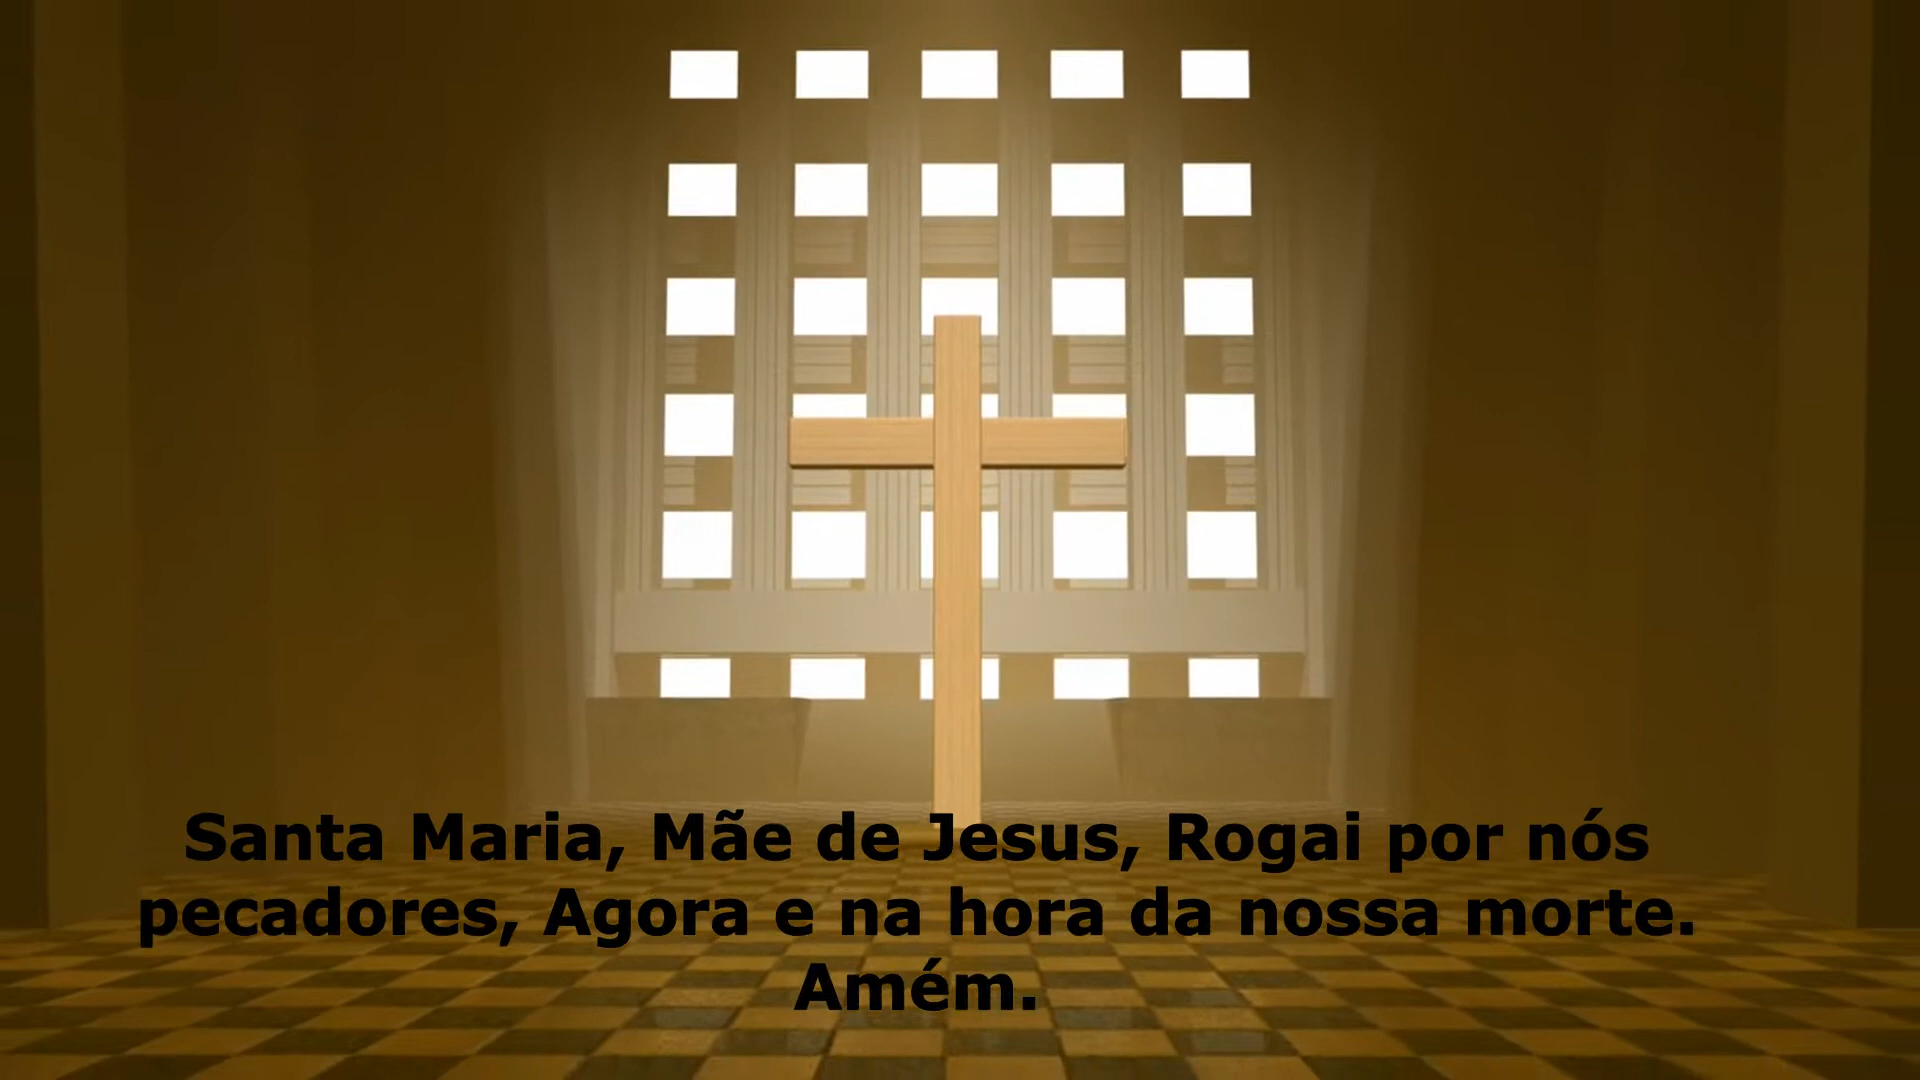 Santa Maria, Mãe de Jesus, Rogai por nós
pecadores, Agora e na hora da nossa morte.
Amém.